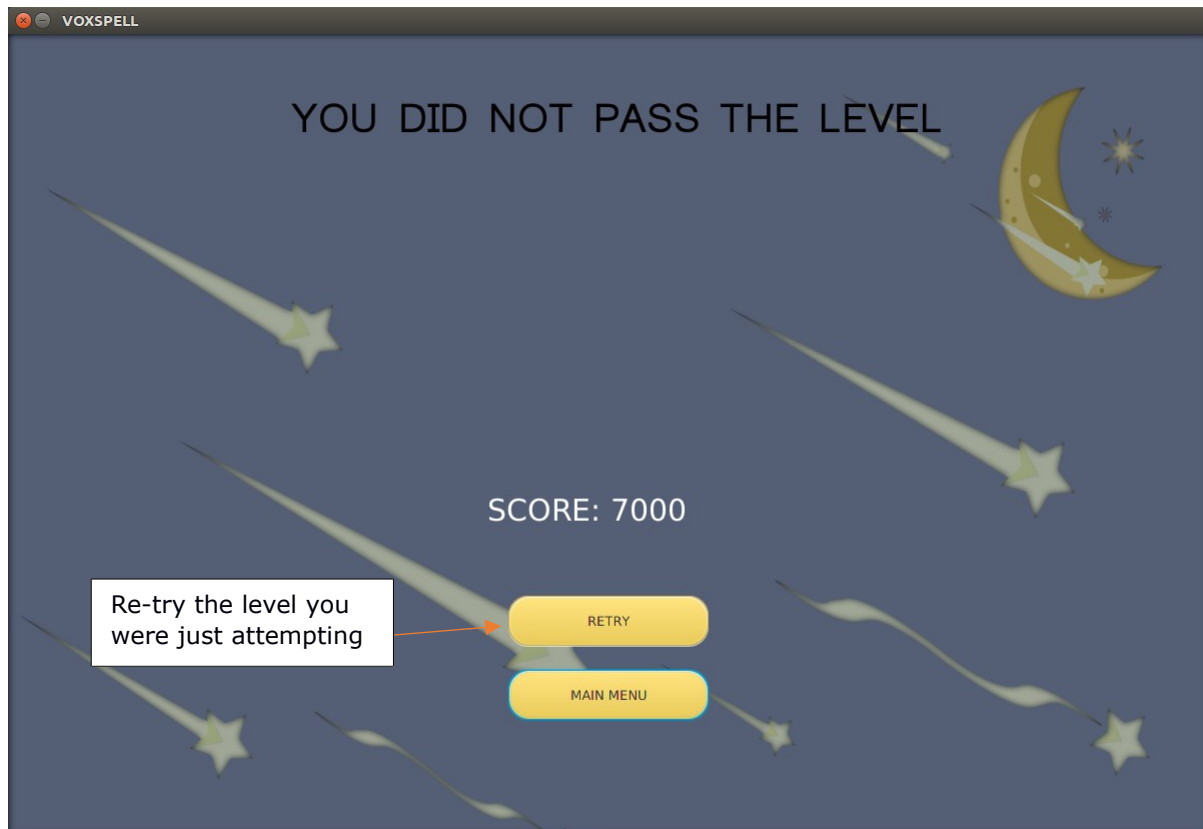 VOXSPELL
YOU DID NOT PASS THE LEVEL
SCORE: 7000
Re-try the level you
were just attempting
RETRY
MAIN MENU